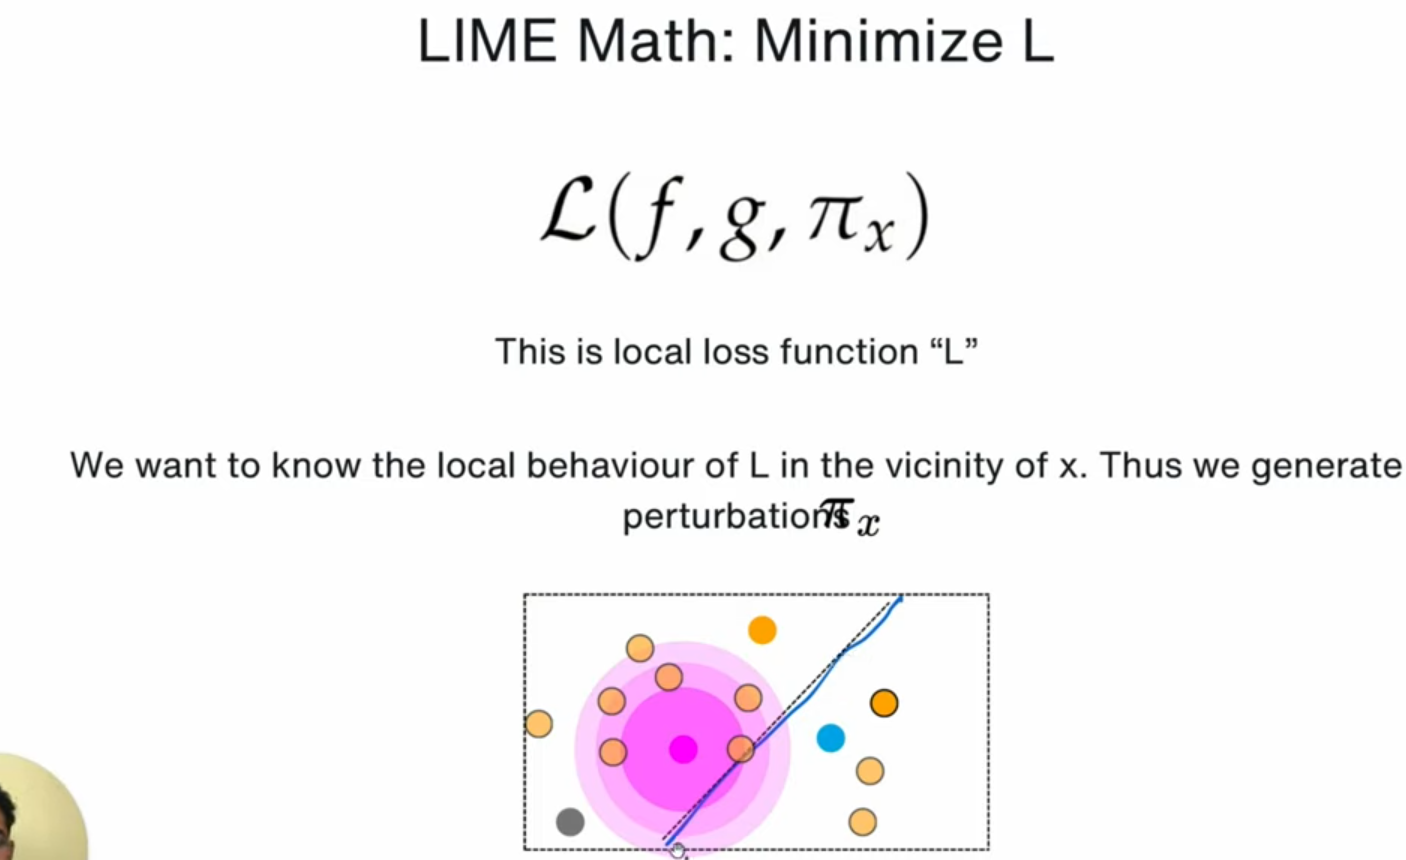 LIME Math: Minimize L
ℒ(f, g, πₓ)
This is local loss function “L”
We want to know the local behaviour of L in the vicinity of x. Thus we generate
perturbations πₓ